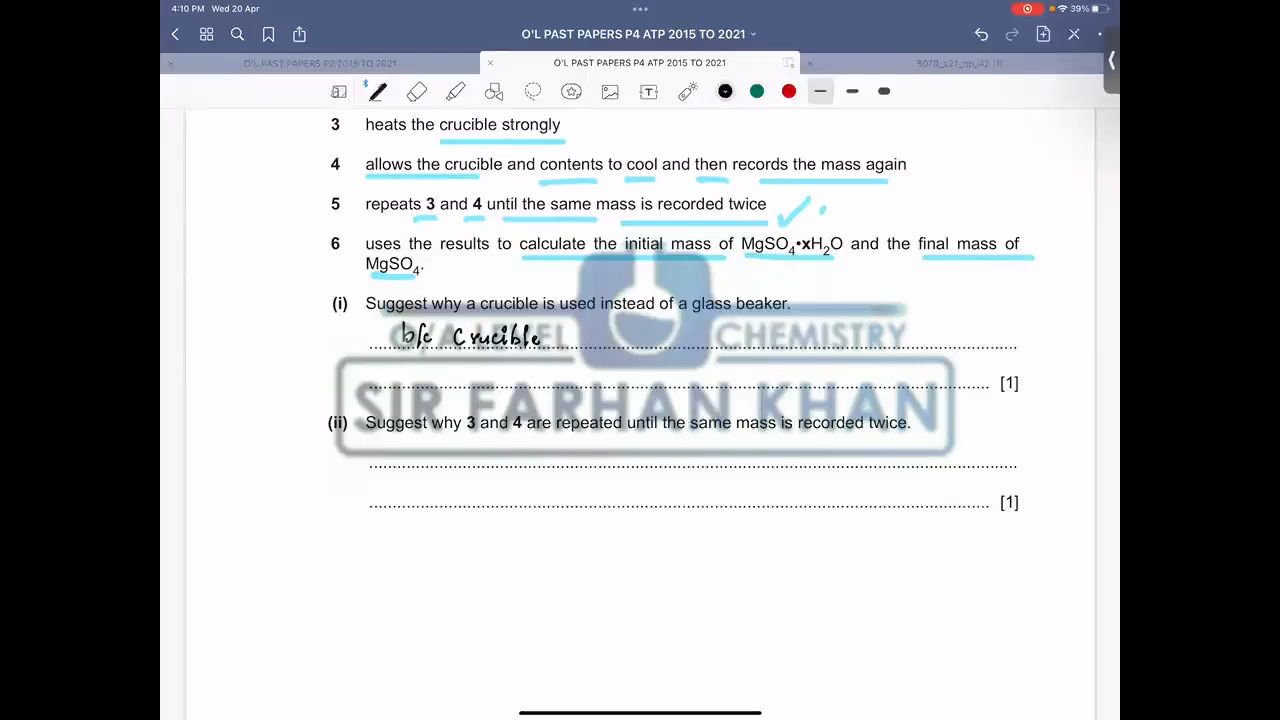 4:10 PM Wed 20 Apr
39%
O'L PAST PAPERS P4 ATP 2015 TO 2021
O'L PAST PAPERS P2 2015 TO 2021
O'L PAST PAPERS P4 ATP 2015 TO 2021
5070_s21_qp_42 (1)
3 heats the crucible strongly
4 allows the crucible and contents to cool and then records the mass again
5 repeats 3 and 4 until the same mass is recorded twice
6 uses the results to calculate the initial mass of MgSO₄•xH₂O and the final mass of
MgSO₄.
(i) Suggest why a crucible is used instead of a glass beaker.
b/c crucible
O/A LEVEL CHEMISTRY
[1]
SIR FARHAN KHAN
(ii) Suggest why 3 and 4 are repeated until the same mass is recorded twice.
[1]